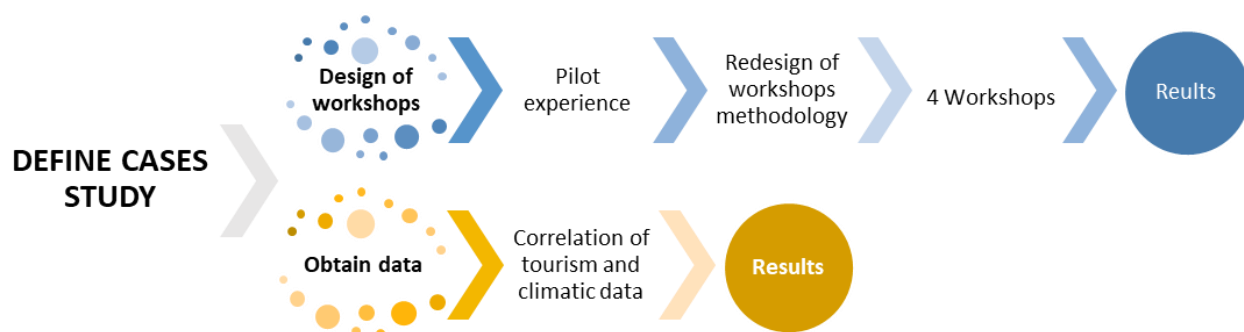 DEFINE CASES
STUDY
Design of
workshops
Pilot
experience
Redesign of
workshops
methodology
4 Workshops
Reults
Obtain data
Correlation of
tourism and
climatic data
Results